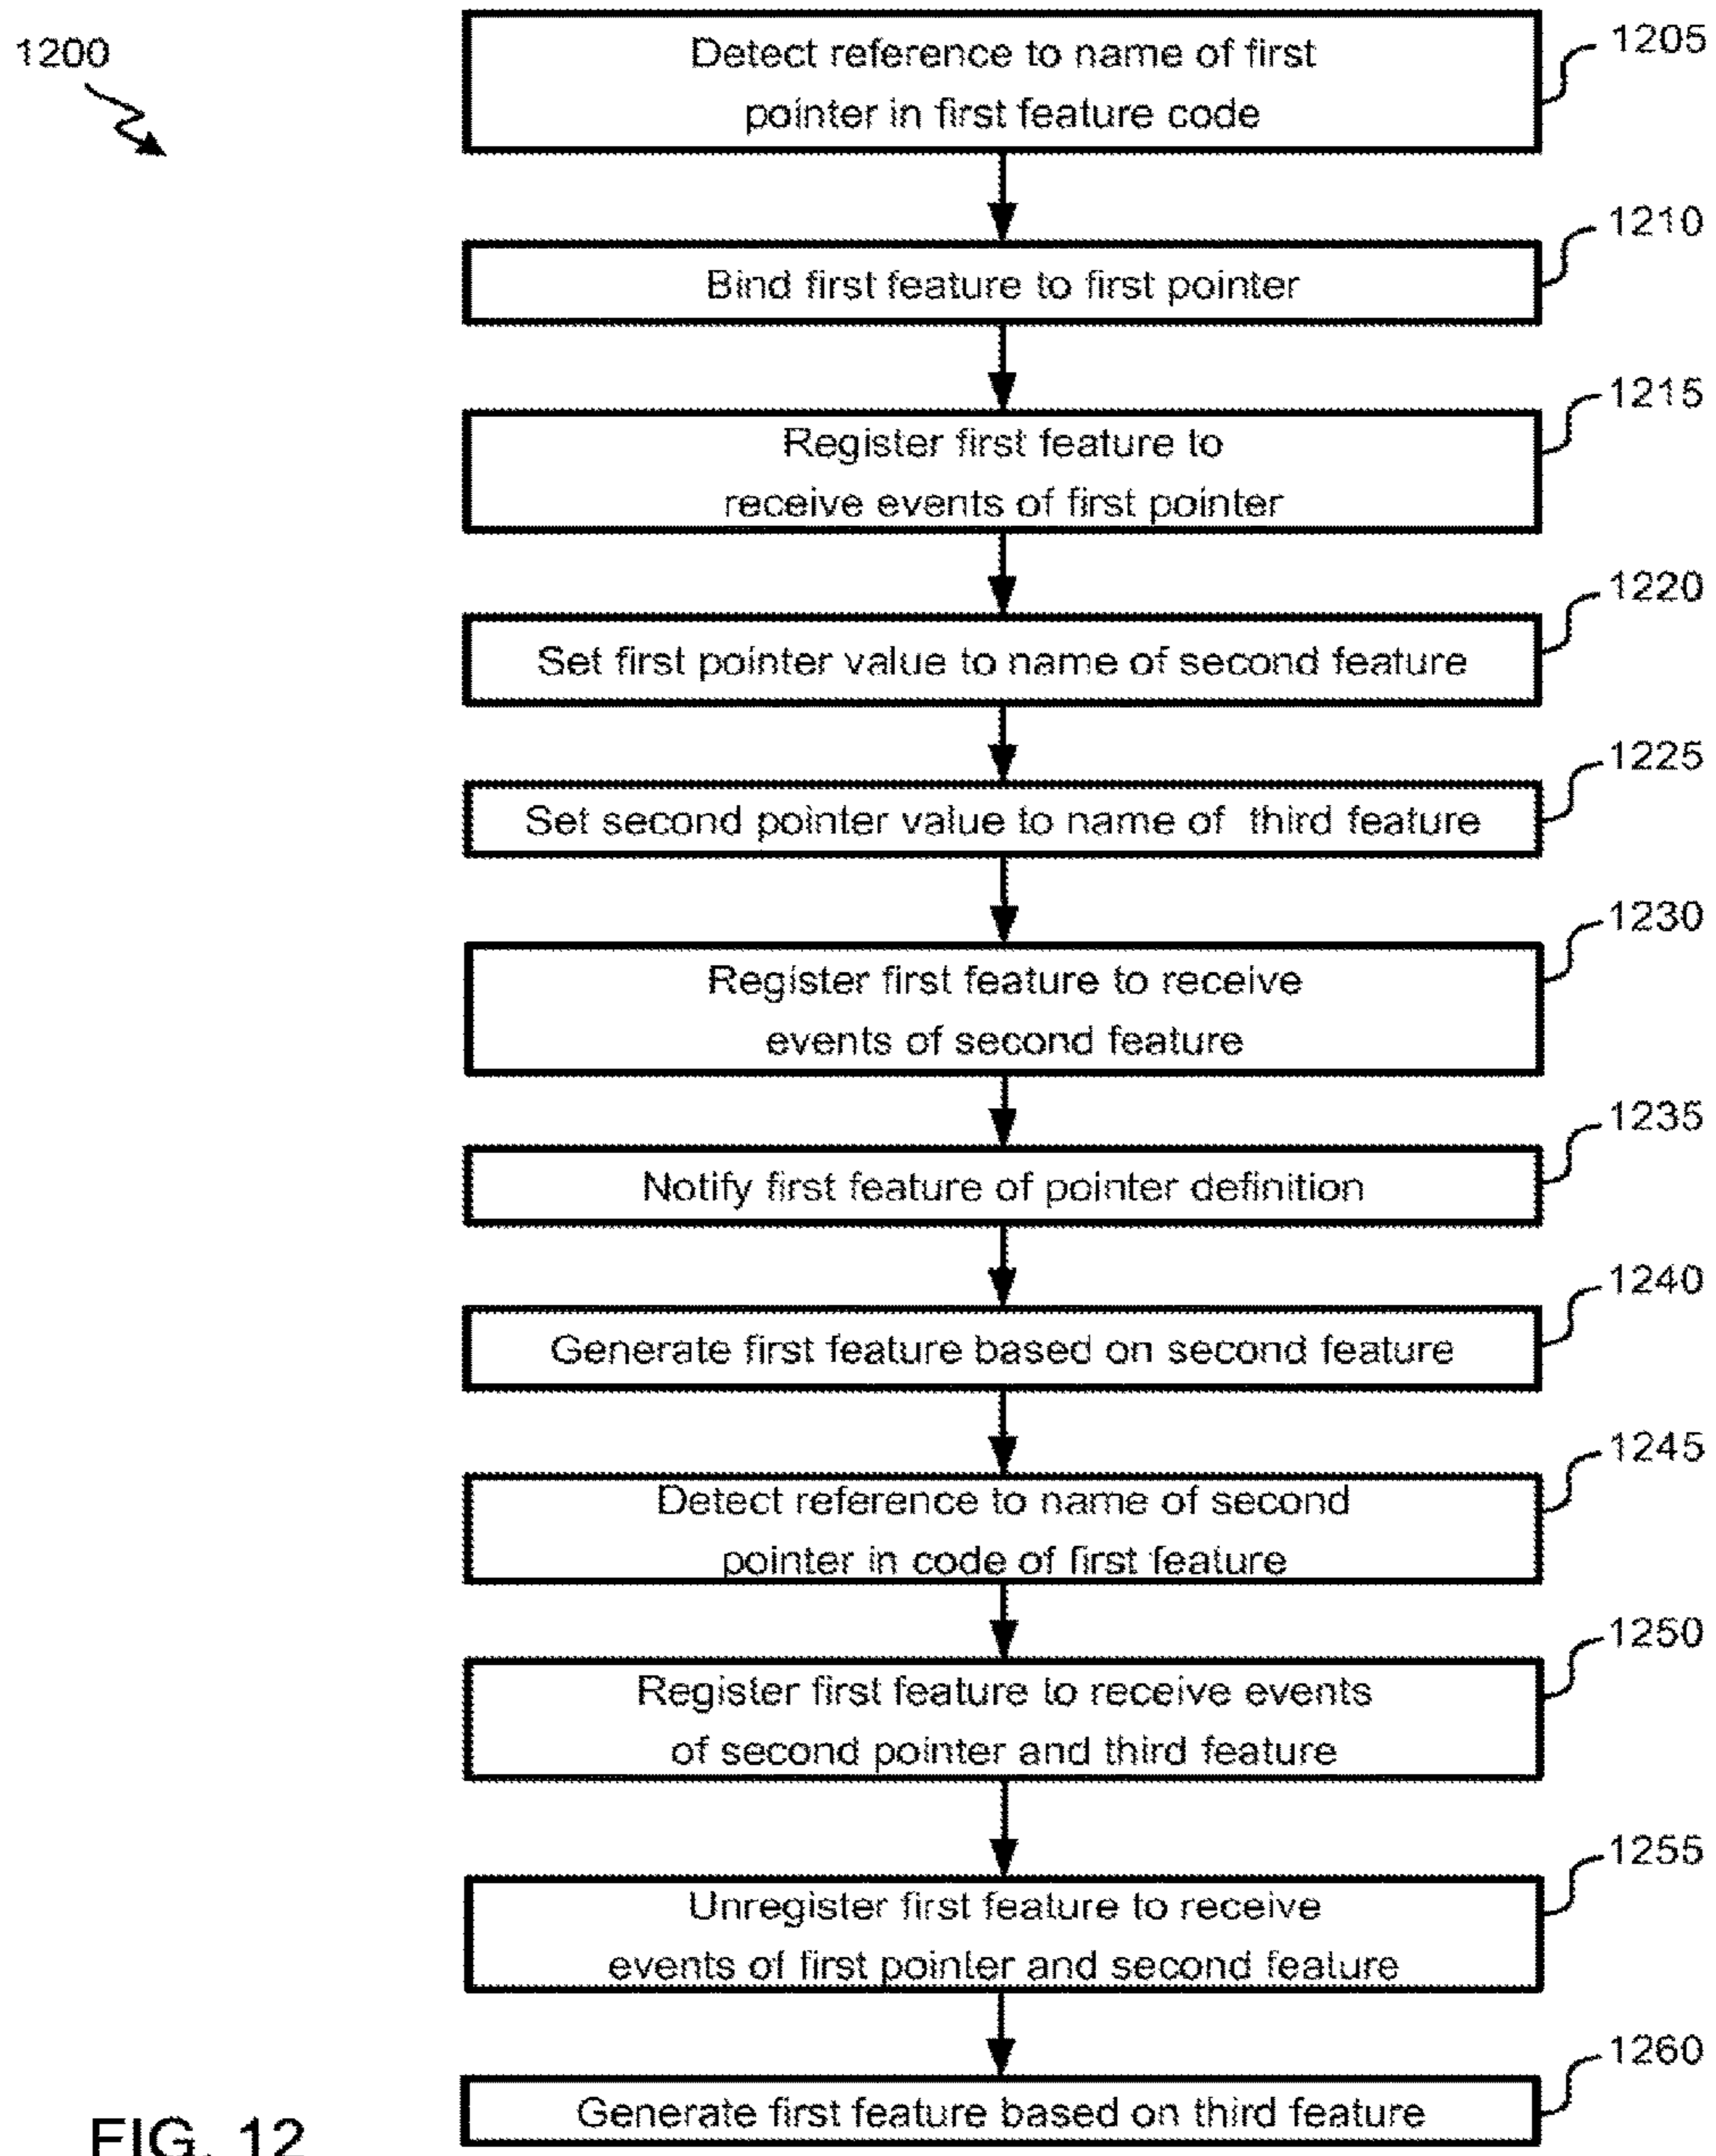 1200
Detect reference to name of first
pointer in first feature code
1205
Bind first feature to first pointer
1210
Register first feature to
receive events of first pointer
1215
Set first pointer value to name of second feature
1220
Set second pointer value to name of third feature
1225
Register first feature to receive
events of second feature
1230
Notify first feature of pointer definition
1235
Generate first feature based on second feature
1240
Detect reference to name of second
pointer in code of first feature
1245
Register first feature to receive events
of second pointer and third feature
1250
Unregister first feature to receive
events of first pointer and second feature
1255
Generate first feature based on third feature
1260
FIG. 12